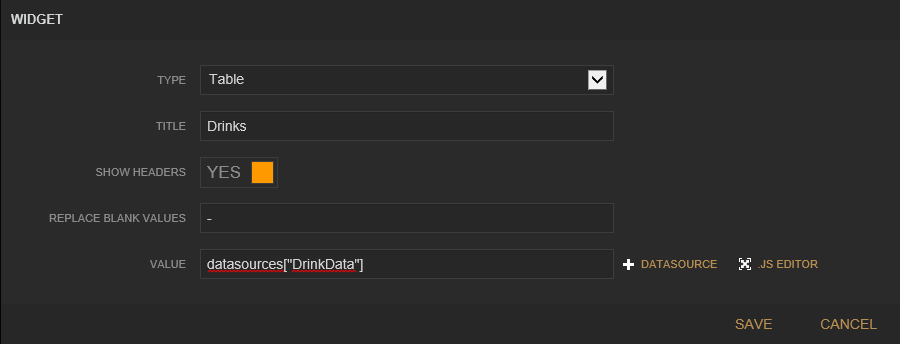 WIDGET
TYPE Table
TITLE Drinks
SHOW HEADERS YES
REPLACE BLANK VALUES -
VALUE datasources["DrinkData"] DATASOURCE .JS EDITOR
SAVE CANCEL